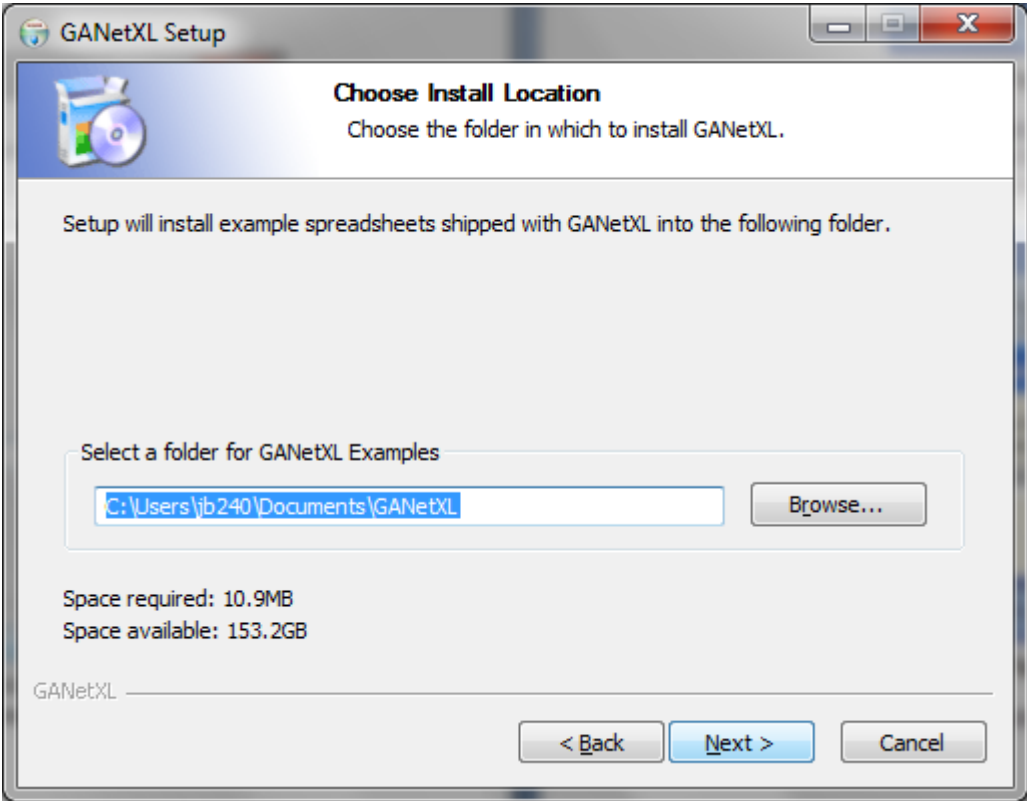 GANetXL Setup
Choose Install Location
Choose the folder in which to install GANetXL.
Setup will install example spreadsheets shipped with GANetXL into the following folder.
Select a folder for GANetXL Examples
C:\Users\jb240\Documents\GANetXL
Browse...
Space required: 10.9MB
Space available: 153.2GB
GANetXL
< Back
Next >
Cancel